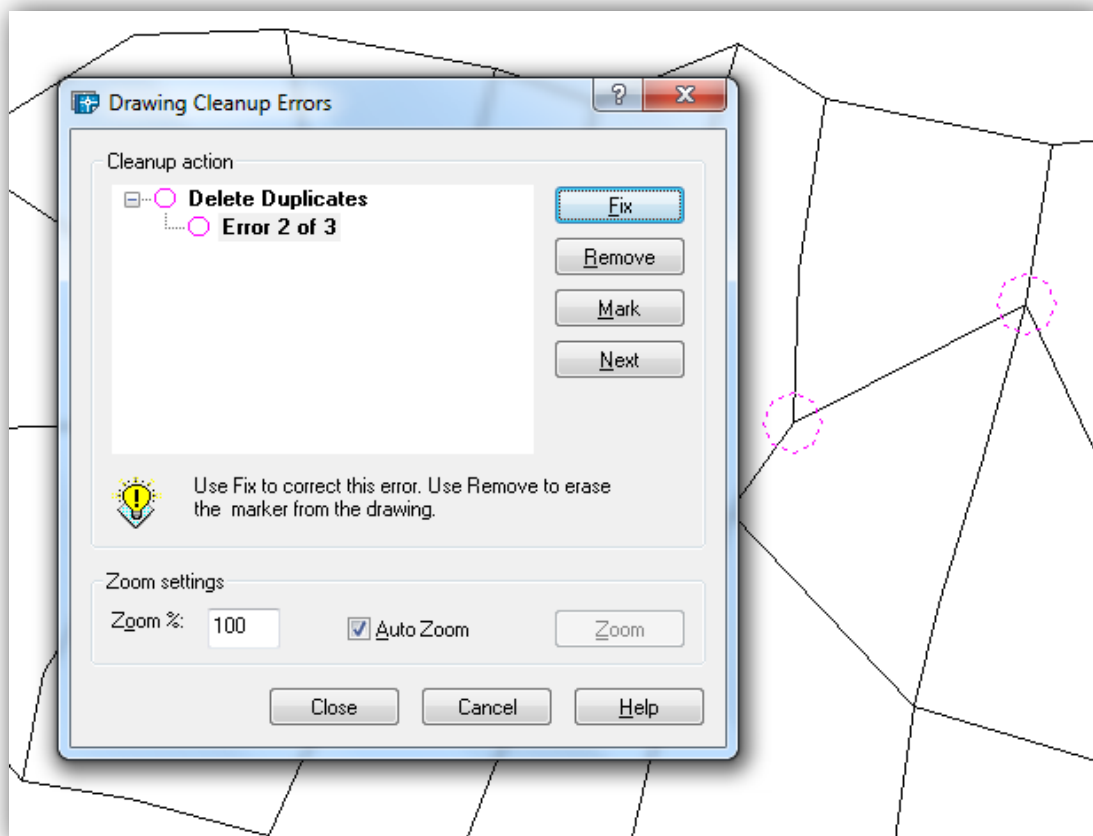 Drawing Cleanup Errors
?
Cleanup action
Delete Duplicates
Error 2 of 3
Fix
Remove
Mark
Next
Use Fix to correct this error. Use Remove to erase
the marker from the drawing.
Zoom settings
Zoom %:
100
Auto Zoom
Zoom
Close
Cancel
Help